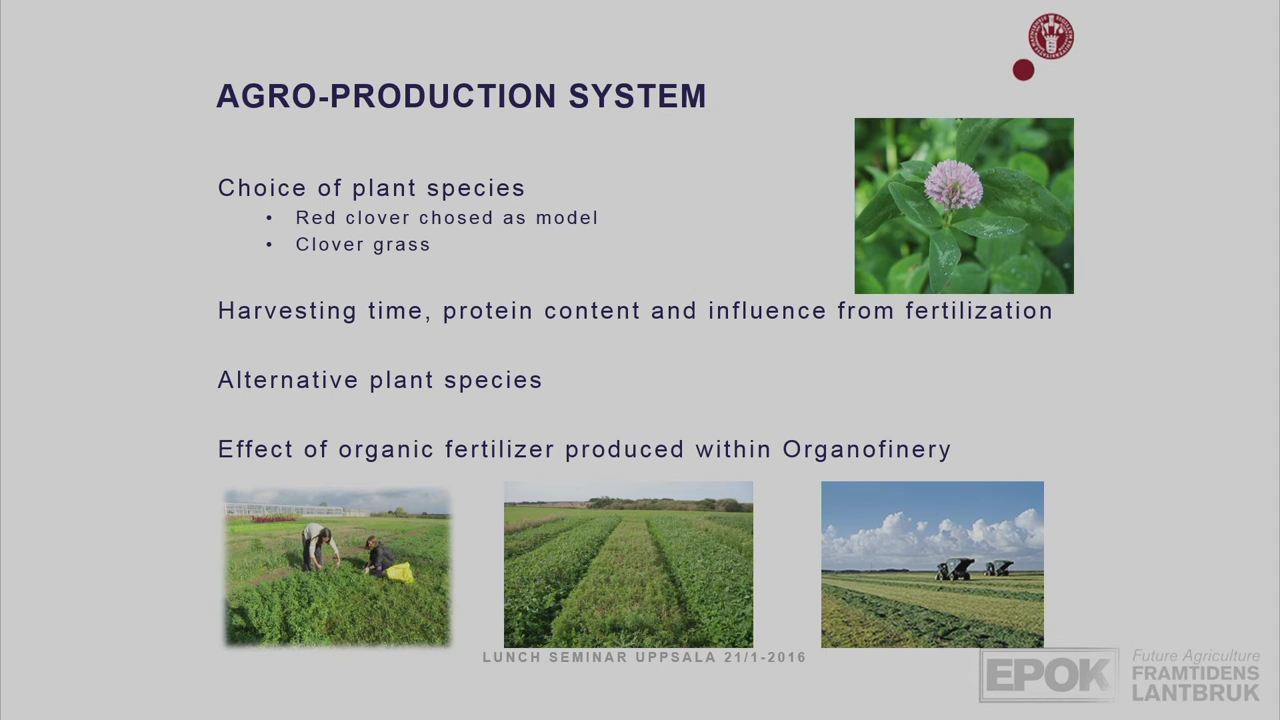 AGRO-PRODUCTION SYSTEM
Choice of plant species
• Red clover chosed as model
• Clover grass
Harvesting time, protein content and influence from fertilization
Alternative plant species
Effect of organic fertilizer produced within Organofinery
LUNCH SEMINAR UPPSALA 21/1-2016
EPOK
Future Agriculture
FRAMTIDENS
LANTBRUK